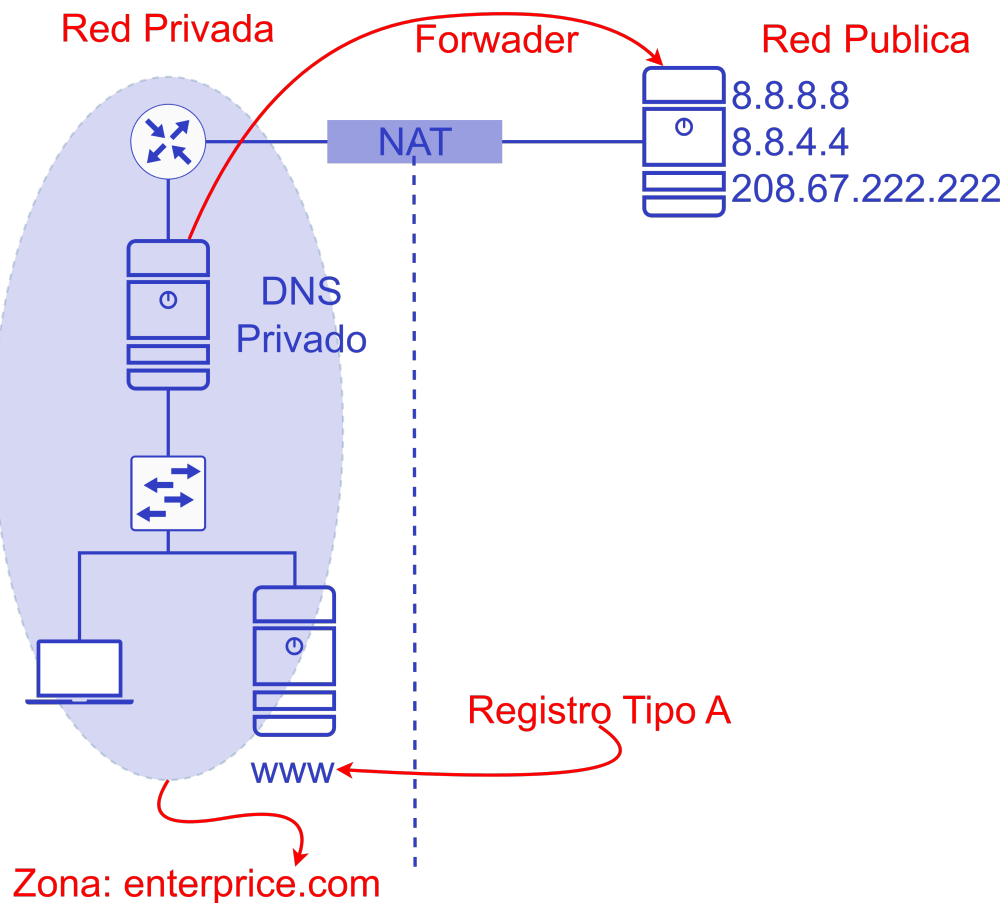 Red Privada
Forwader
Red Publica
8.8.8.8
8.8.4.4
208.67.222.222
NAT
DNS
Privado
Registro Tipo A
www
Zona: enterprice.com